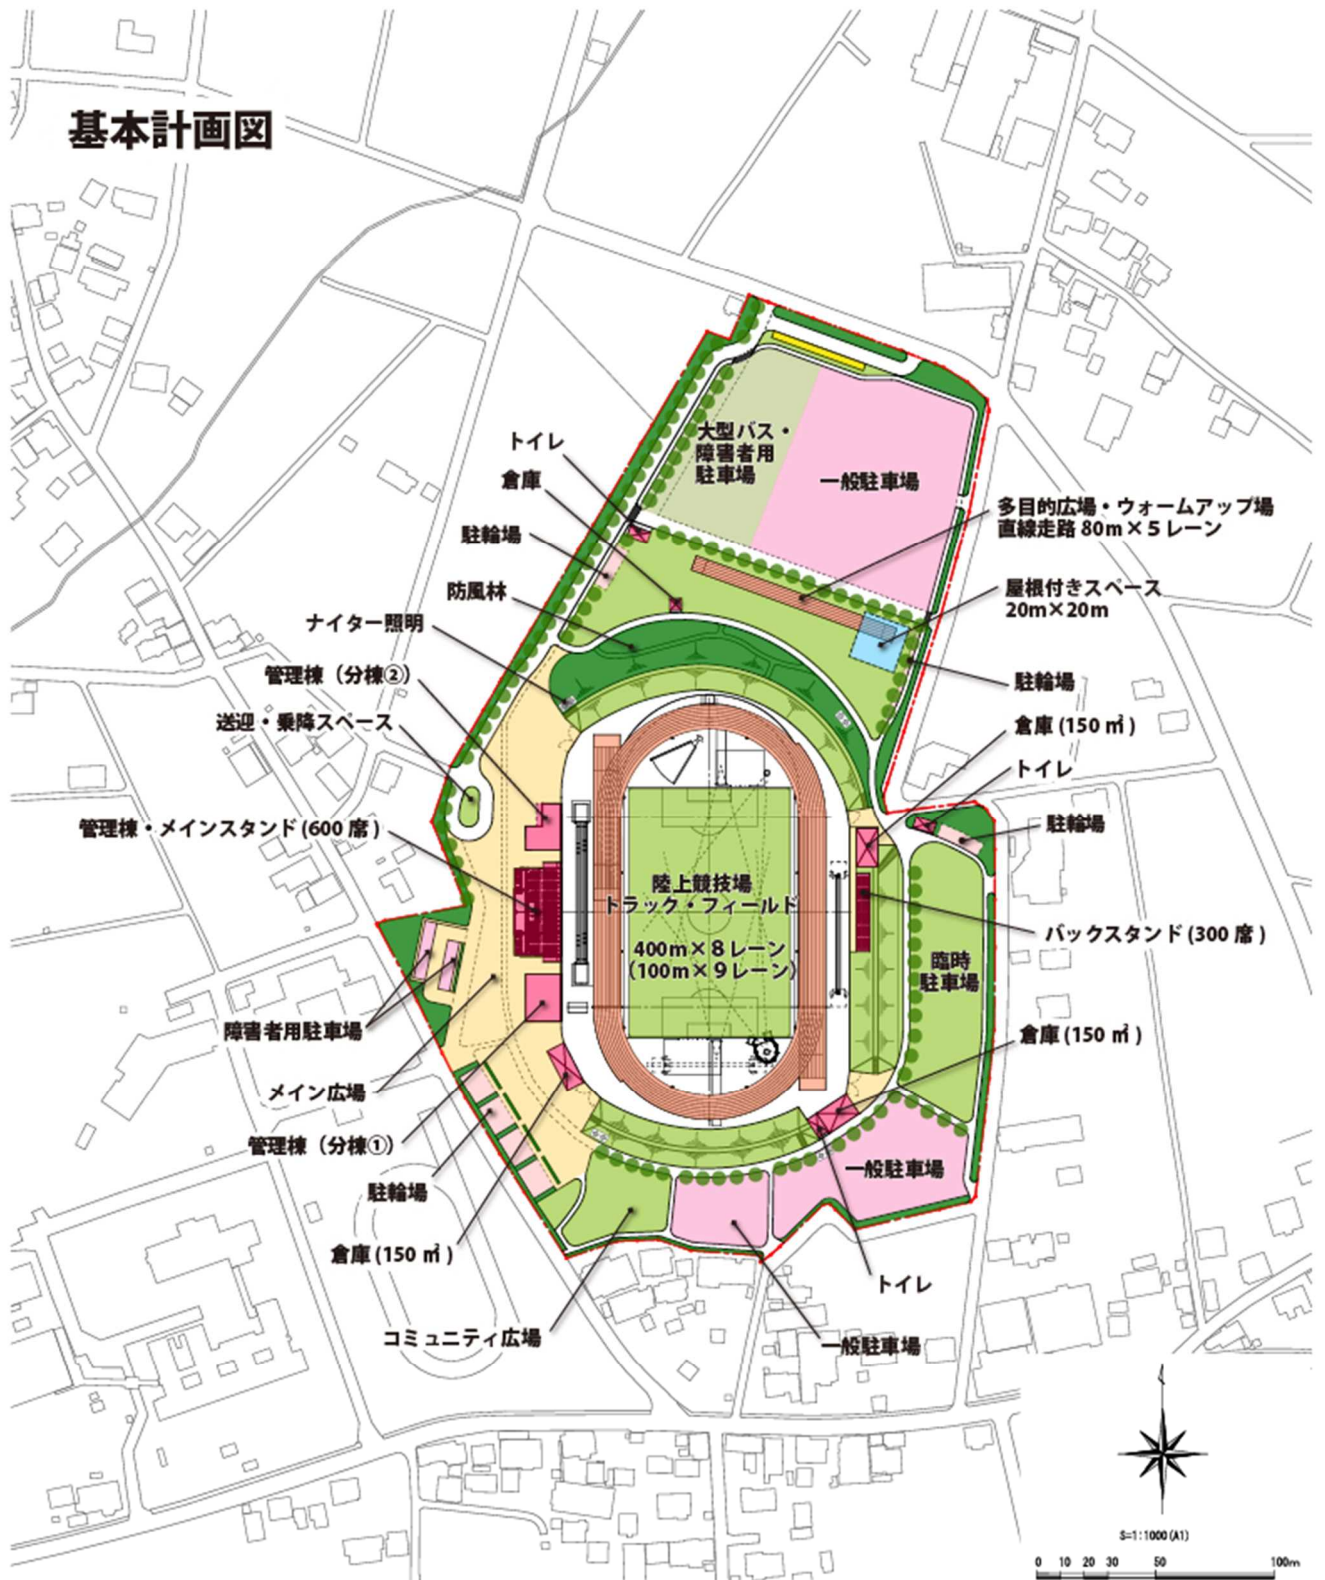 基本計画図
大型バス・
障害者用
駐車場
一般駐車場
トイレ
倉庫
駐輪場
防風林
ナイター照明
管理棟(分棟②)
送迎・乗降スペース
管理棟・メインスタンド(600 席)
障害者用駐車場
メイン広場
管理棟(分棟①)
駐輪場
倉庫(150 ㎡)
コミュニティ広場
多目的広場・ウォームアップ場
直線走路 80m×5レーン
屋根付きスペース
20m×20m
駐輪場
倉庫(150 ㎡)
トイレ
駐輪場
陸上競技場
トラック・フィールド
400m×8レーン
(100m×9レーン)
バックスタンド(300 席)
臨時
駐車場
倉庫(150 ㎡)
一般駐車場
トイレ
一般駐車場
S=1:1000(A1)
0 10 20 30 50 100m